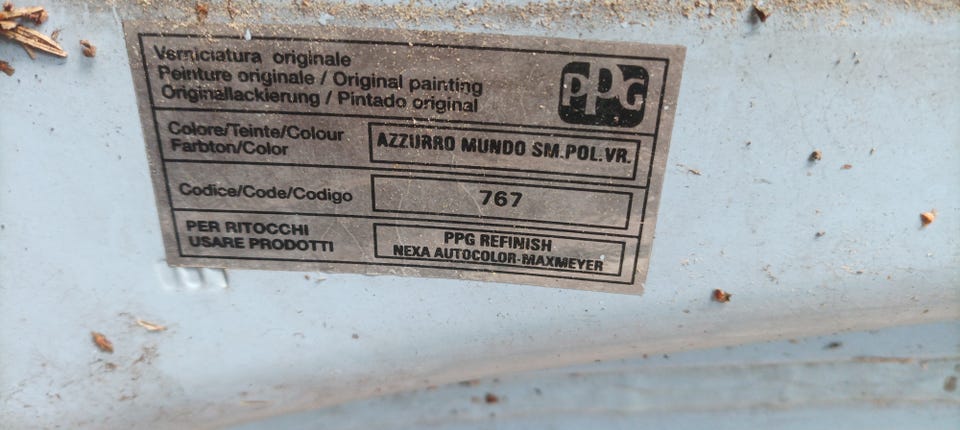 Verniciatura originale
Peinture originale / Original painting
Originallackierung / Pintado original
PPG
Colore/Teinte/Colour
Farbton/Color
AZZURRO MUNDO SM.POL.VR.
Codice/Code/Codigo
767
PER RITOCCHI
USARE PRODOTTI
PPG REFINISH
NEXA AUTOCOLOR-MAXMEYER